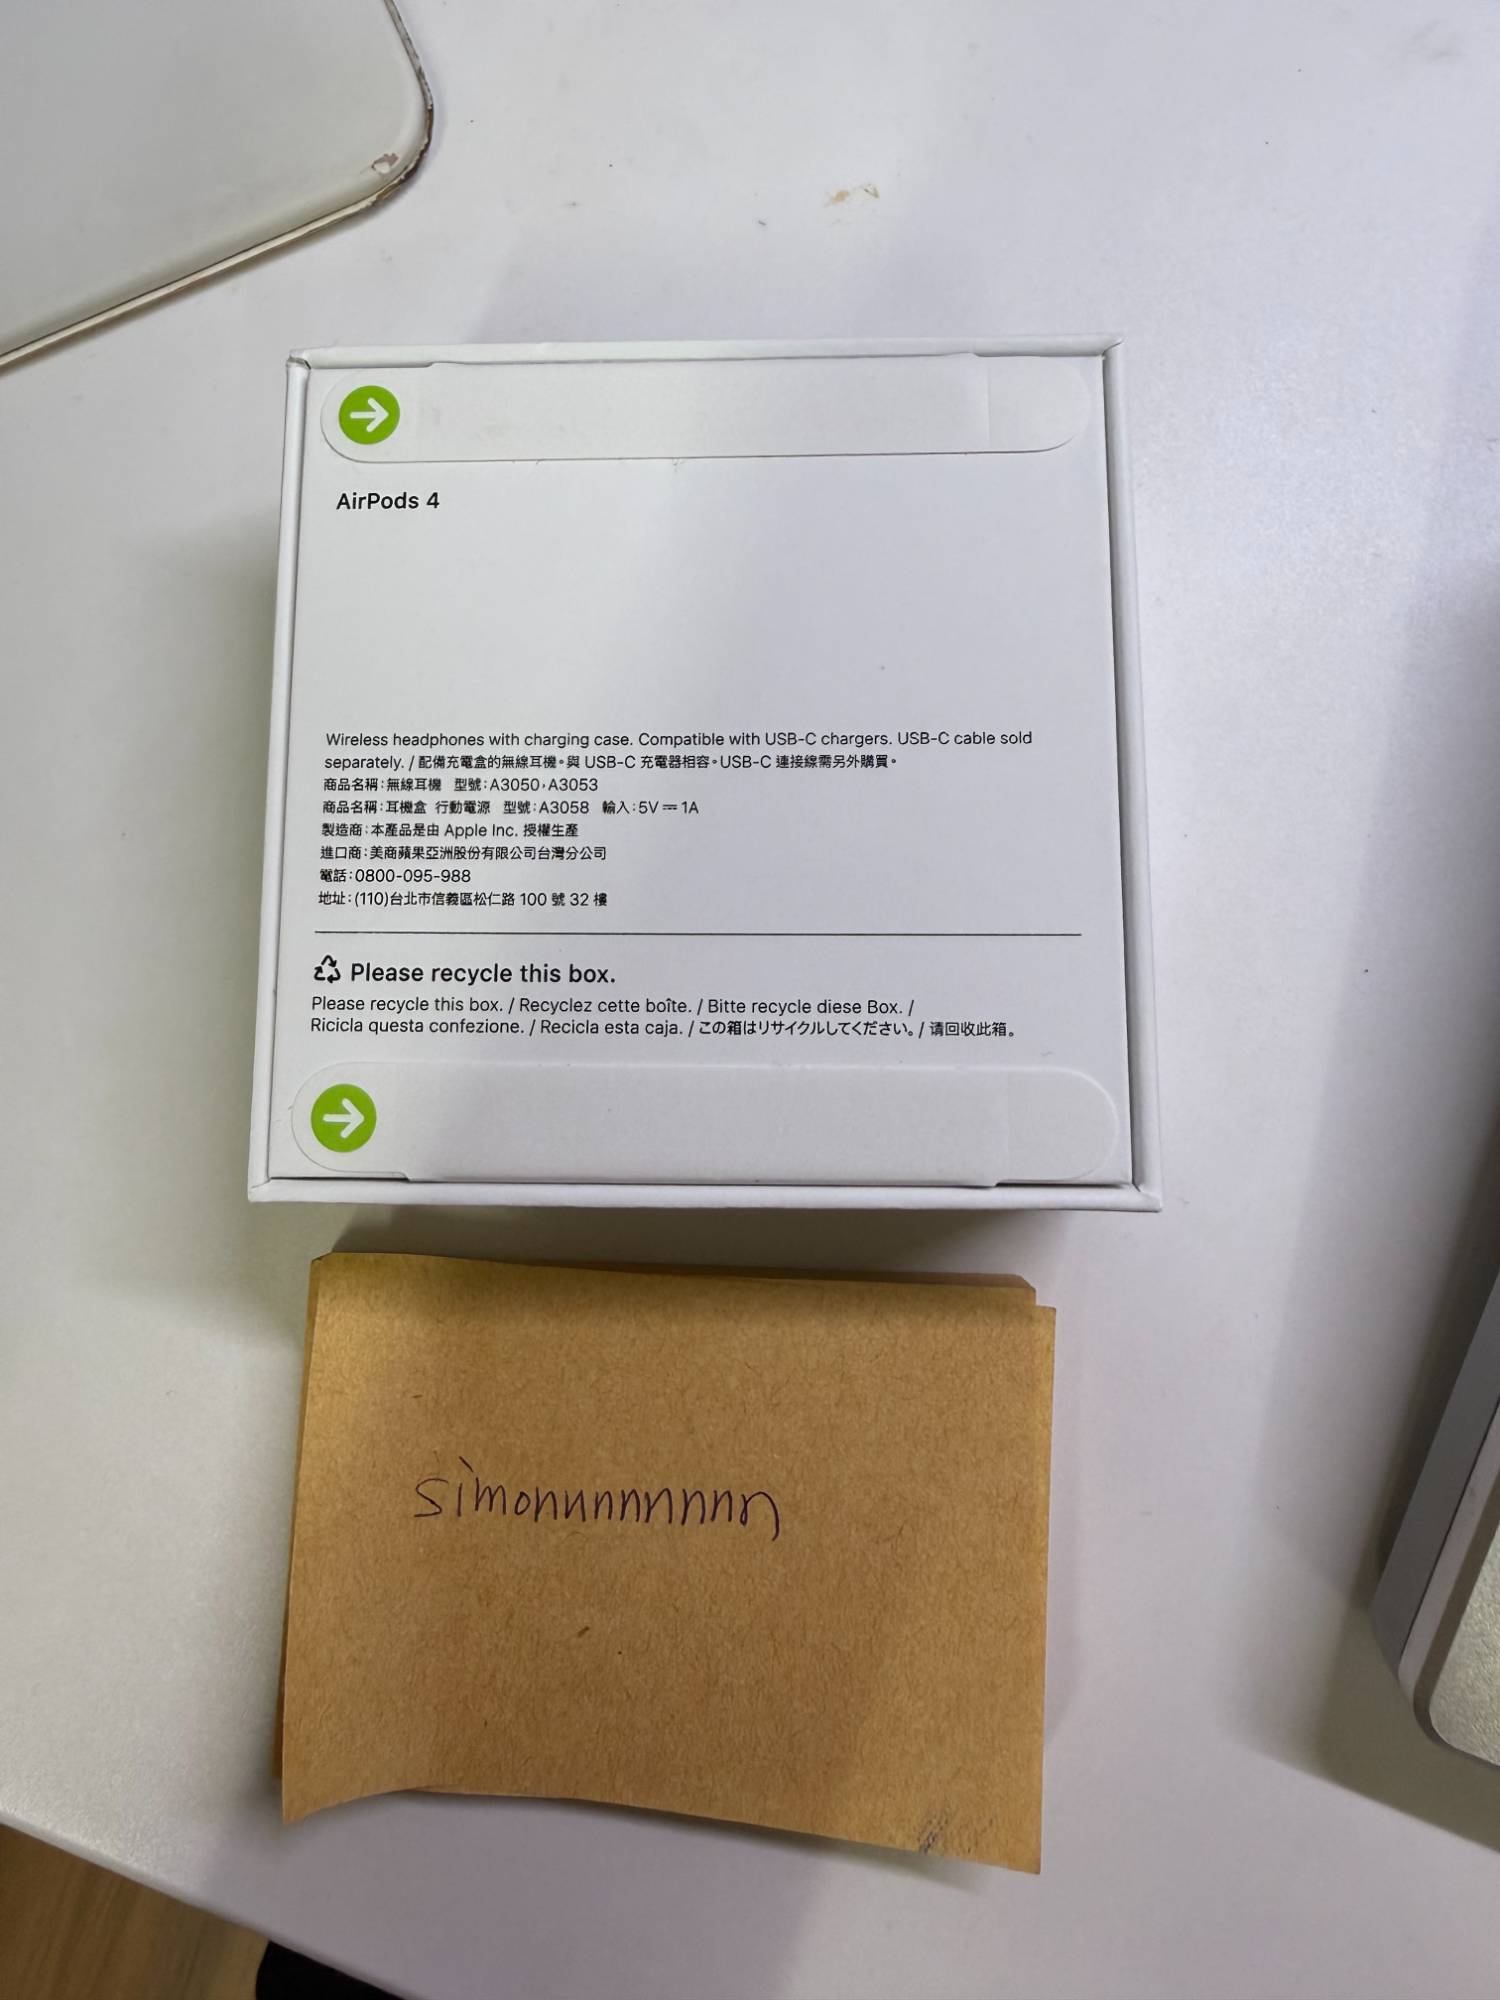 AirPods 4
Wireless headphones with charging case. Compatible with USB-C chargers. USB-C cable sold
separately. / 配備充電盒的無線耳機。與 USB-C 充電器相容。USB-C 連接線需另外購買。
商品名稱：無線耳機 型號：A3050，A3053
商品名稱：耳機盒 行動電源 型號：A3058 輸入：5V⎓1A
製造商：本產品是由 Apple Inc. 授權生產
進口商：美商蘋果亞洲股份有限公司台灣分公司
電話：0800-095-988
地址：(110)台北市信義區松仁路 100 號 32 樓
Please recycle this box.
Please recycle this box. / Recyclez cette boîte. / Bitte recycle diese Box. /
Ricicla questa confezione. / Recicla esta caja. / この箱はリサイクルしてください。/ 请回收此箱。
simonunnnnnn